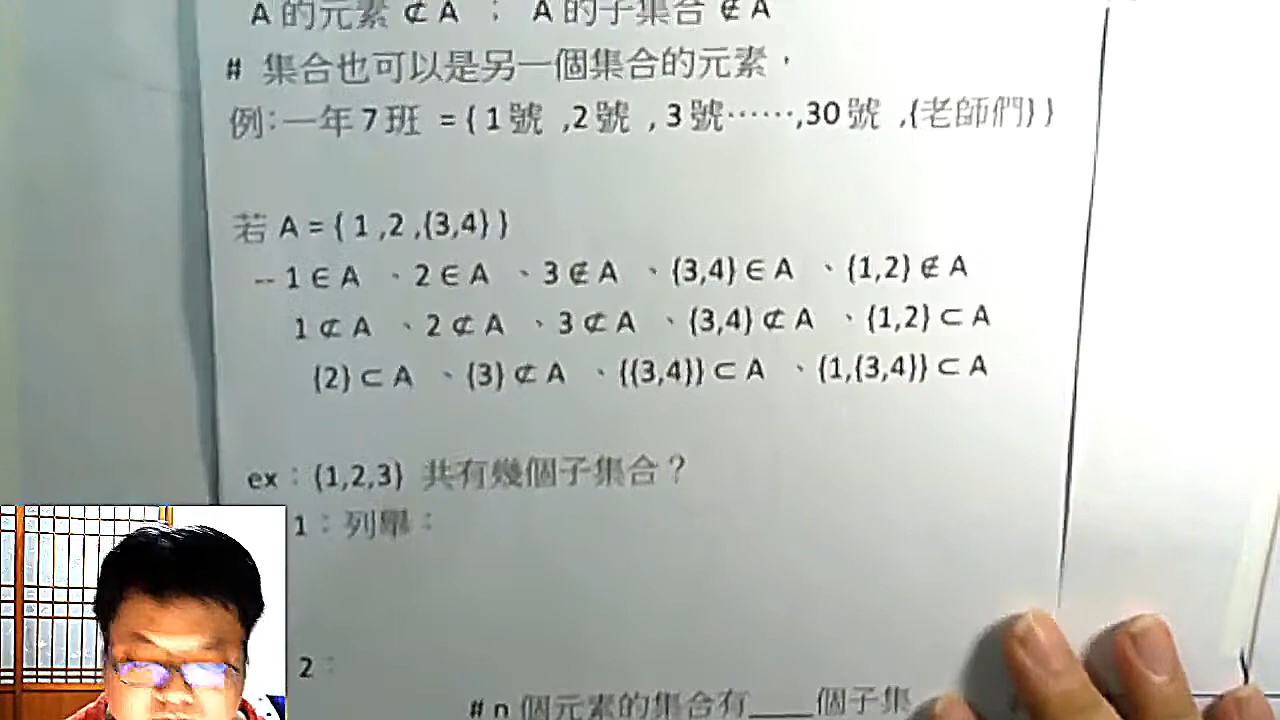 A 的元素 ⊄ A ； A 的子集合 ∉ A
# 集合也可以是另一個集合的元素，
例：一年 7 班 = { 1 號 ,2 號 , 3 號⋯⋯,30 號 ,{老師們} }
若 A = { 1 ,2 ,{3,4} }
-- 1 ∈ A 、2 ∈ A 、3 ∉ A 、{3,4} ∈ A 、{1,2} ∉ A
1 ⊄ A 、2 ⊄ A 、3 ⊄ A 、{3,4} ⊄ A 、{1,2} ⊂ A
{2} ⊂ A 、{3} ⊄ A 、{{3,4}} ⊂ A 、{1,{3,4}} ⊂ A
ex：{1,2,3} 共有幾個子集合？
1：列舉：
2：
# n 個元素的集合有____個子集